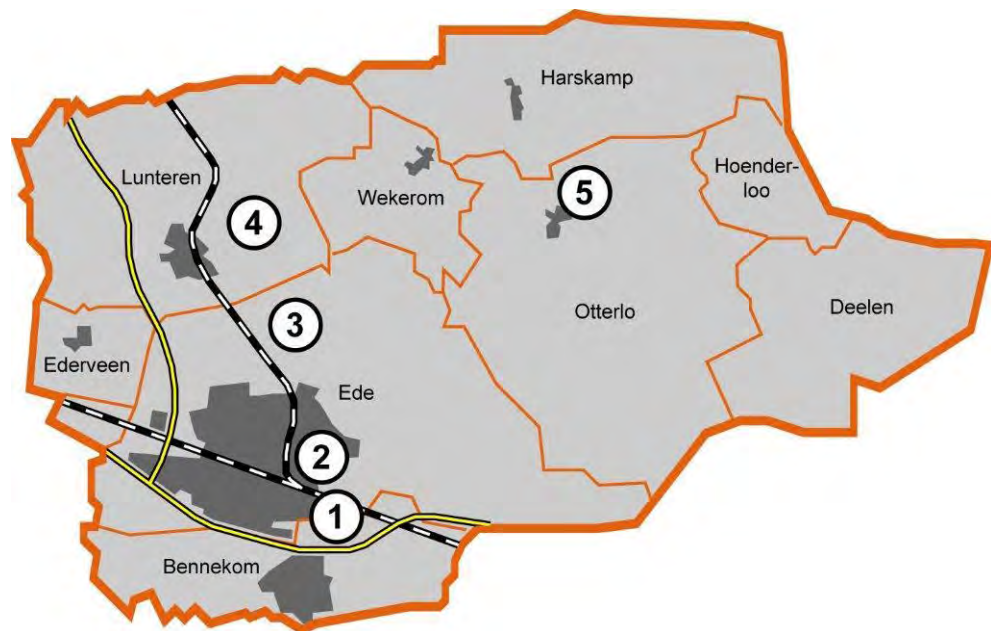 Harskamp
Hoender-
loo
Lunteren
Wekerom
5
4
Otterlo
Deelen
3
Ederveen
Ede
2
1
Bennekom